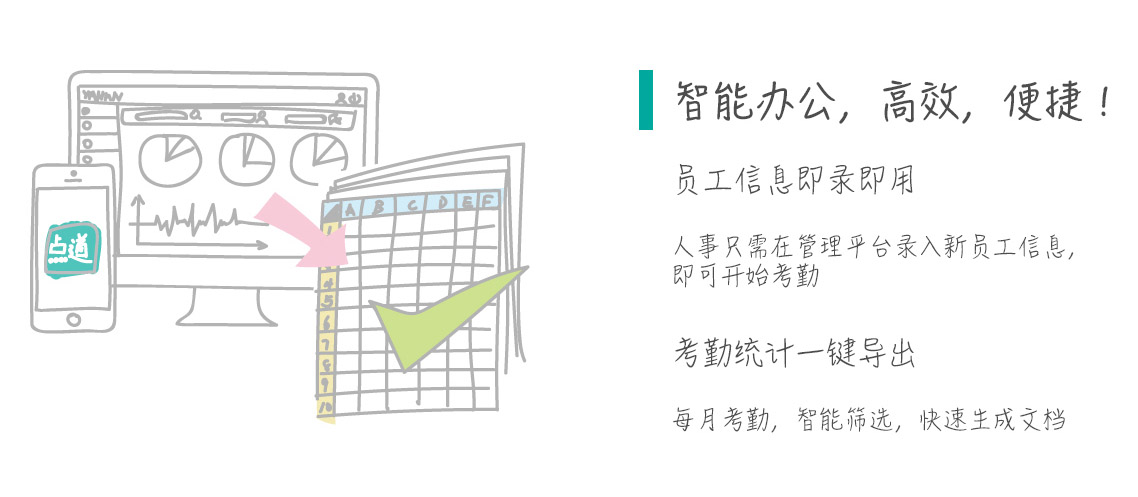 智能办公，高效，便捷！
员工信息即录即用
人事只需在管理平台录入新员工信息，
即可开始考勤
考勤统计一键导出
每月考勤，智能筛选，快速生成文档
点道
A B C D E F
1
4
5
6
7
8
9
10